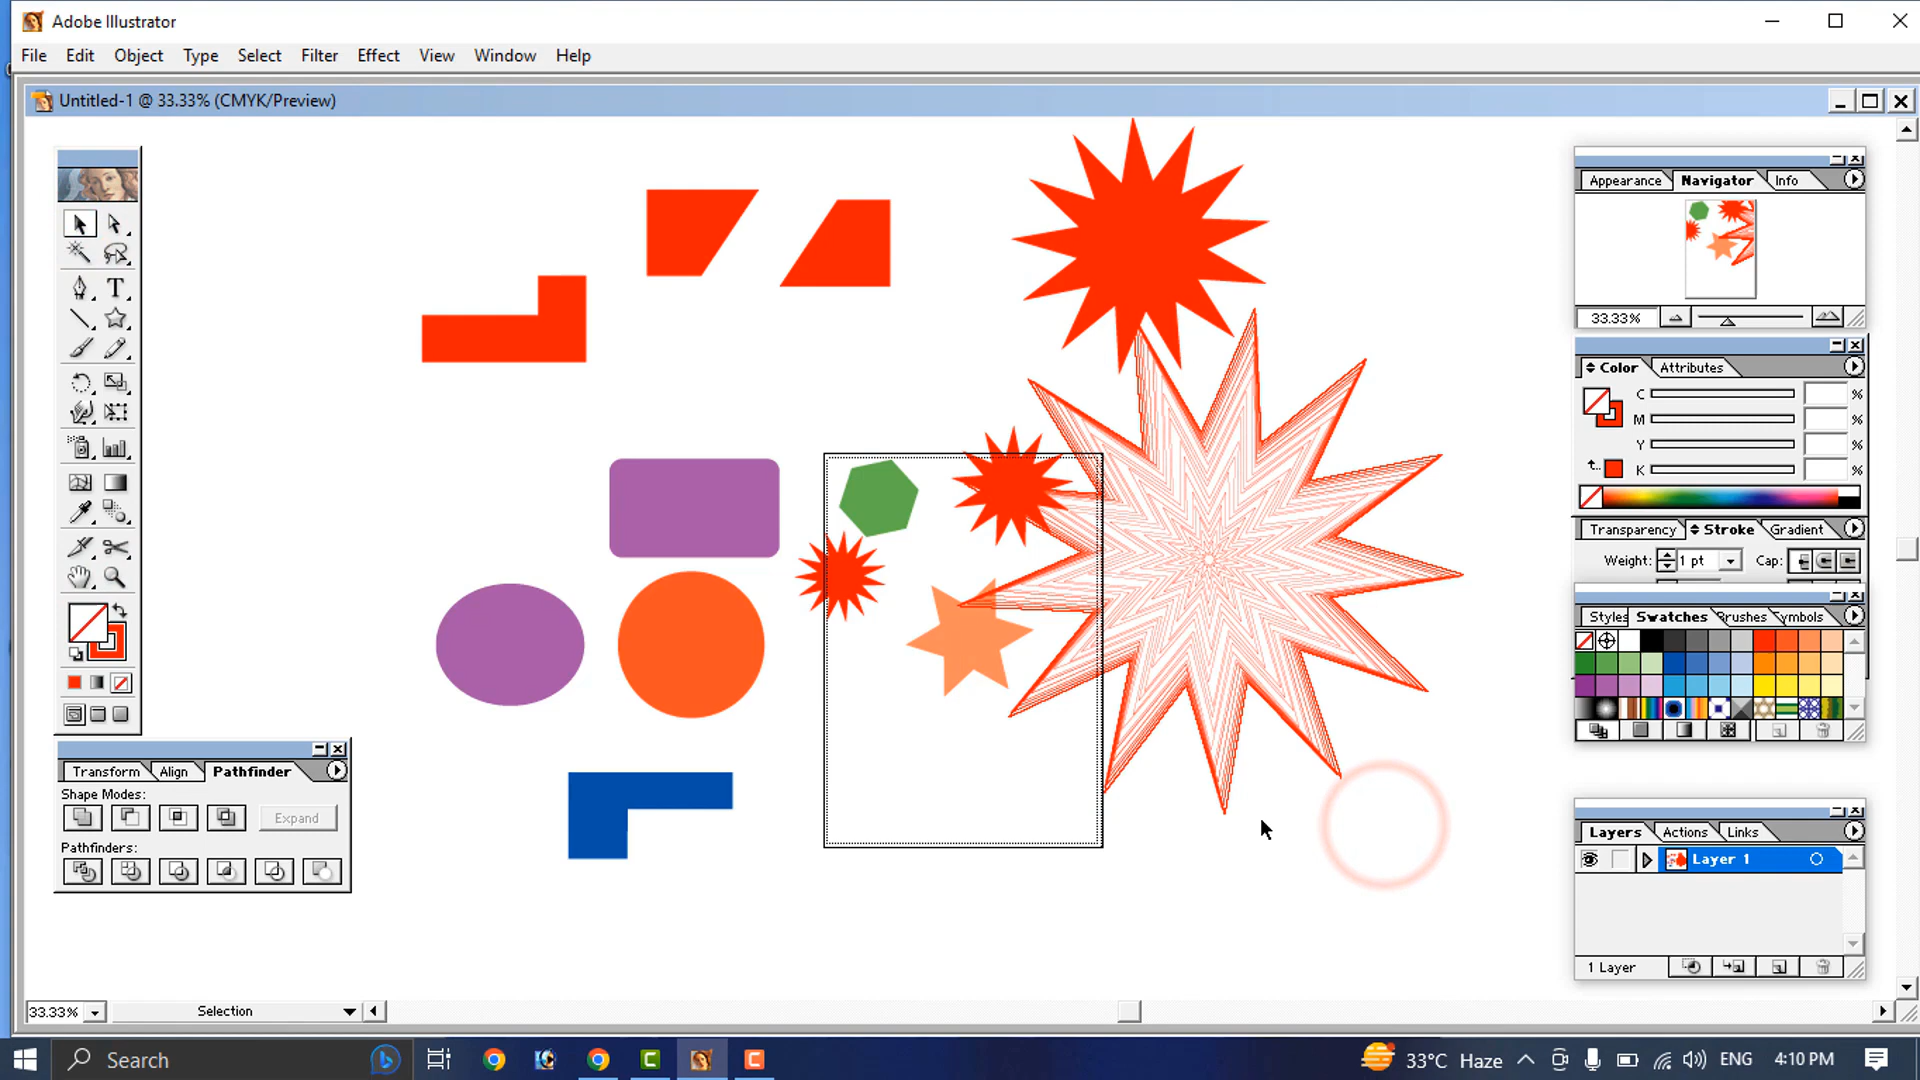 Adobe Illustrator
File Edit Object Type Select Filter Effect View Window Help
Untitled-1 @ 33.33% (CMYK/Preview)
Appearance Navigator Info
33.33%
Color Attributes
C %
M %
Y %
K %
Transparency Stroke Gradient
Weight: 1 pt Cap:
Styles Swatches Brushes Symbols
T
Transform Align Pathfinder
Shape Modes:
Expand
Pathfinders:
Layers Actions Links
Layer 1
1 Layer
33.33% Selection
Search
33°C Haze ENG 4:10 PM